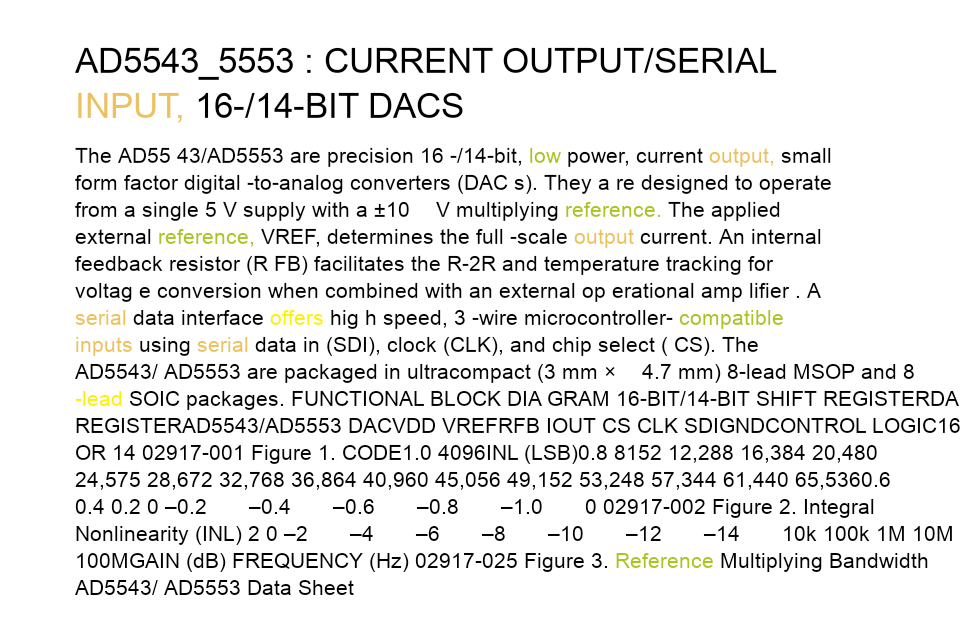 AD5543_5553 : CURRENT OUTPUT/SERIAL
INPUT, 16-/14-BIT DACS
The AD55 43/AD5553 are precision 16 -/14-bit, low power, current output, small
form factor digital -to-analog converters (DAC s). They a re designed to operate
from a single 5 V supply with a ±10 V multiplying reference. The applied
external reference, VREF, determines the full -scale output current. An internal
feedback resistor (R FB) facilitates the R-2R and temperature tracking for
voltag e conversion when combined with an external op erational amp lifier . A
serial data interface offers hig h speed, 3 -wire microcontroller- compatible
inputs using serial data in (SDI), clock (CLK), and chip select ( CS). The
AD5543/ AD5553 are packaged in ultracompact (3 mm × 4.7 mm) 8-lead MSOP and 8
-lead SOIC packages. FUNCTIONAL BLOCK DIA GRAM 16-BIT/14-BIT SHIFT REGISTERDA
REGISTERAD5543/AD5553 DACVDD VREFRFB IOUT CS CLK SDIGNDCONTROL LOGIC16
OR 14 02917-001 Figure 1. CODE1.0 4096INL (LSB)0.8 8152 12,288 16,384 20,480
24,575 28,672 32,768 36,864 40,960 45,056 49,152 53,248 57,344 61,440 65,5360.6
0.4 0.2 0 –0.2 –0.4 –0.6 –0.8 –1.0 0 02917-002 Figure 2. Integral
Nonlinearity (INL) 2 0 –2 –4 –6 –8 –10 –12 –14 10k 100k 1M 10M
100MGAIN (dB) FREQUENCY (Hz) 02917-025 Figure 3. Reference Multiplying Bandwidth
AD5543/ AD5553 Data Sheet